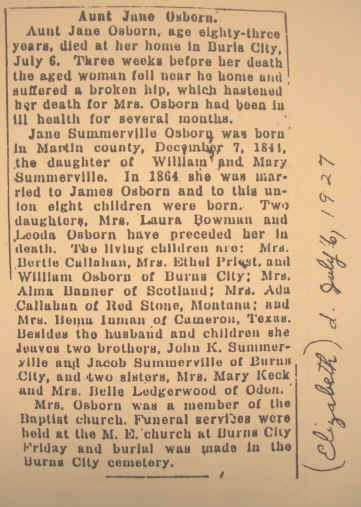 Aunt Jane Osborn.
Aunt Jane Osborn, age eighty-three
years, died at her home in Buris City,
July 6. Three weeks before her death
the aged woman fell near he home and
suffered a broken hip, which hastened
her death for Mrs. Osborn had been in
ill health for several months.
Jane Summerville Osborn was born
in Martin county, December 7, 1844,
the daughter of William and Mary
Summerville. In 1864 she was mar-
ried to James Osborn and to this un-
ion eight children were born. Two
daughters, Mrs. Laura Bowman and
Leoda Osborn have preceded her in
death. The living children are: Mrs.
Bertie Callahan, Mrs. Ethel Priest, and
William Osborn of Burns City; Mrs.
Alma Banner of Scotland; Mrs. Ada
Callahan of Red Stone, Montana; and
Mrs. Bema Inman of Cameron, Texas.
Besides the husband and children she
leaves two brothers, John K. Summer-
ville and Jacob Summerville of Burns
City, and two sisters, Mrs. Mary Keck
and Mrs. Belle Ledgerwood of Odon.
Mrs. Osborn was a member of the
Baptist church. Funeral services were
held at the M. E. church at Burns City
Friday and burial was made in the
Burns City cemetery.
(Elizabeth) d. July 6, 1927